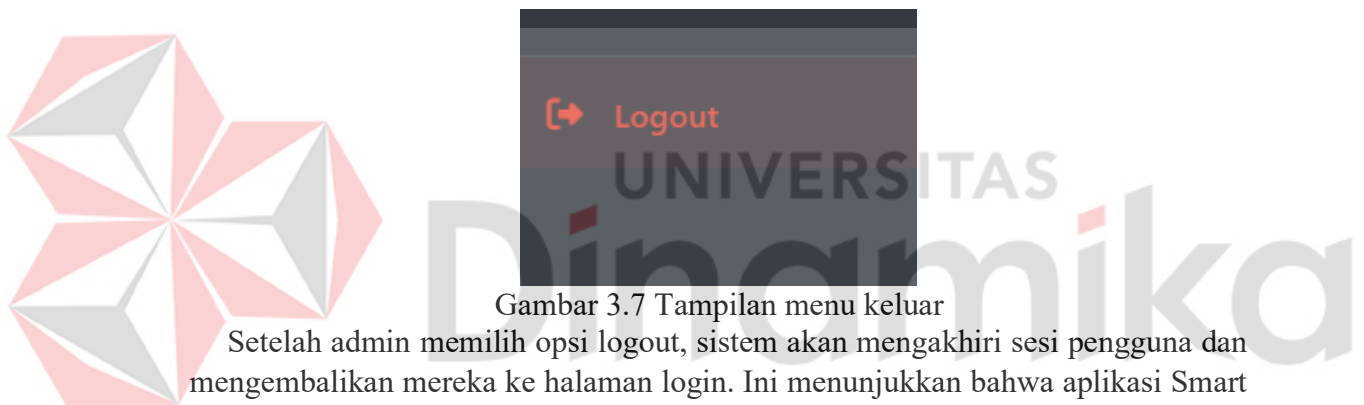 Logout
UNIVERSITAS
Dinamika
Gambar 3.7 Tampilan menu keluar
Setelah admin memilih opsi logout, sistem akan mengakhiri sesi pengguna dan
mengembalikan mereka ke halaman login. Ini menunjukkan bahwa aplikasi Smart